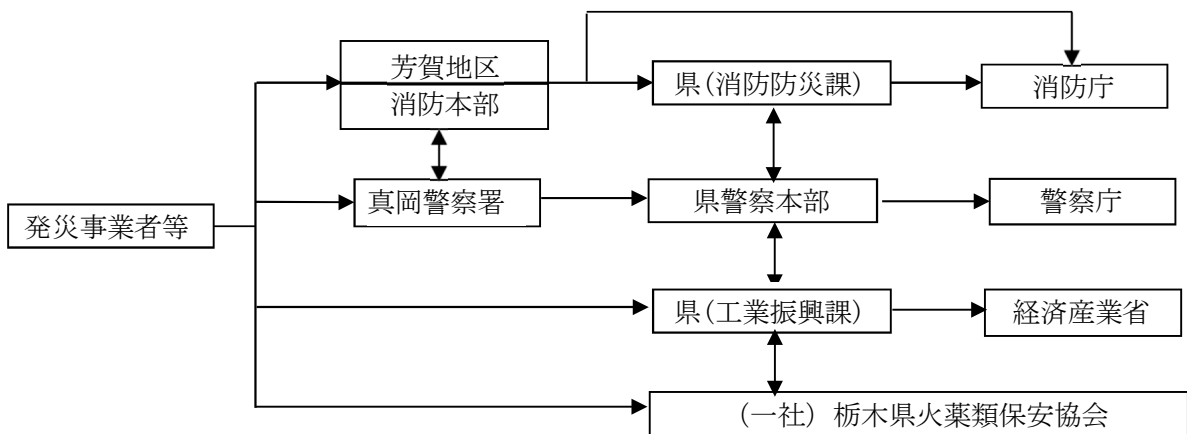 芳賀地区
消防本部
県(消防防災課)
消防庁
真岡警察署
県警察本部
警察庁
発災事業者等
県(工業振興課)
経済産業省
(一社) 栃木県火薬類保安協会